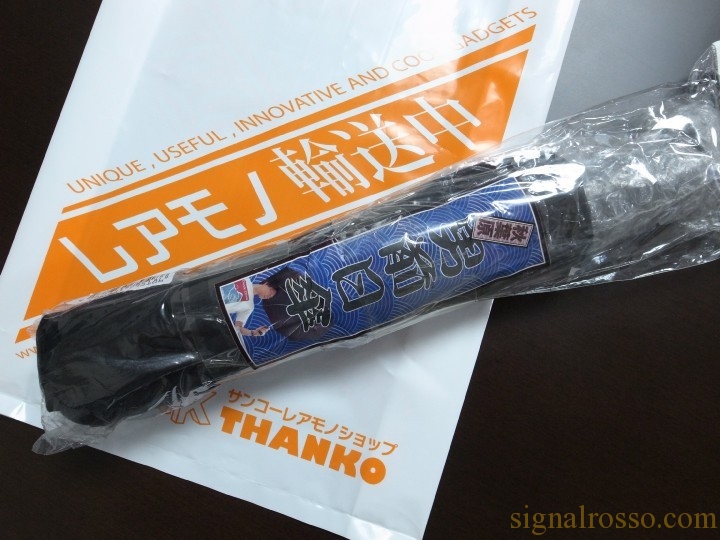 UNIQUE , USEFUL , INNOVATIVE AND COOL GADGETS
レアモノ輸送中
秋葉原
男前日傘
サンコーレアモノショップ
THANKO
signalrosso.com